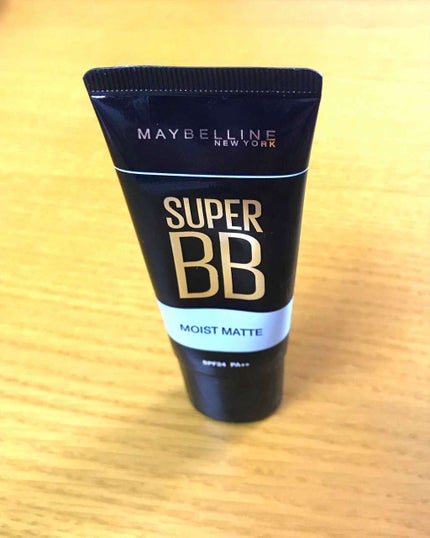 MAYBELLINE
NEW YORK
SUPER
BB
MOIST MATTE
SPF24 PA++